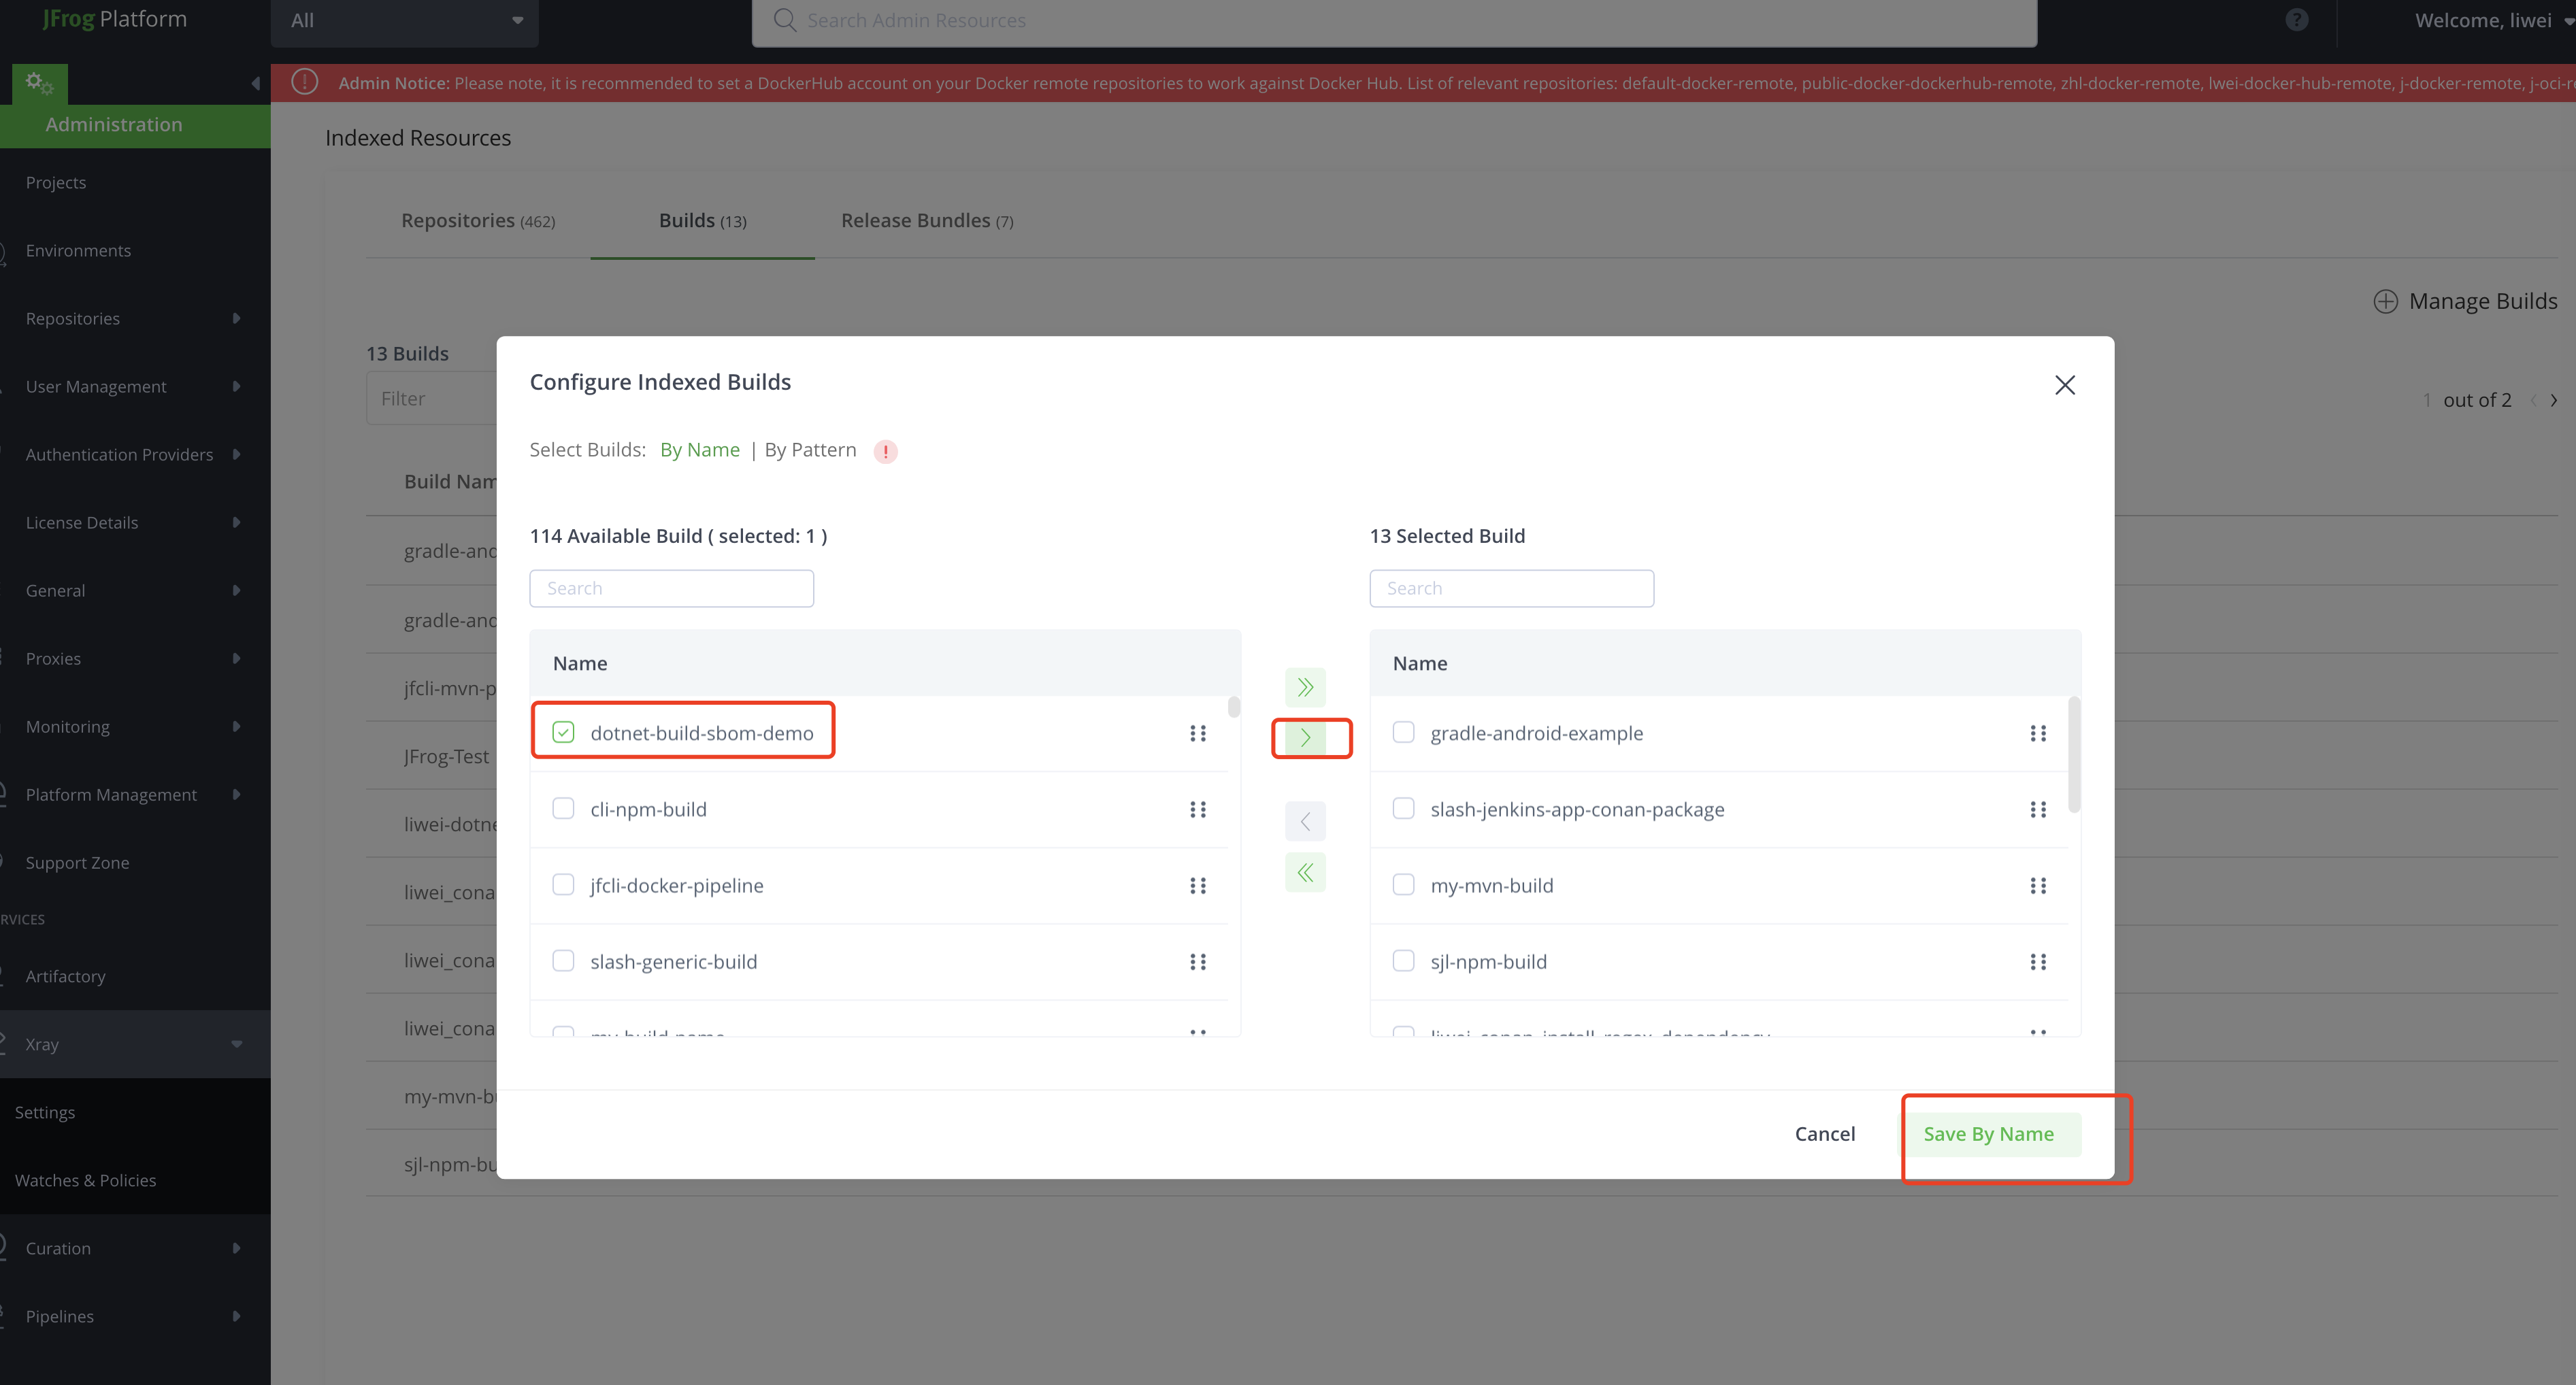 JFrog Platform
All
Search Admin Resources
?
Welcome, liwei
Admin Notice: Please note, it is recommended to set a DockerHub account on your Docker remote repositories to work against Docker Hub. List of relevant repositories: default-docker-remote, public-docker-dockerhub-remote, zhl-docker-remote, lwei-docker-hub-remote, j-docker-remote, j-oci-re
Administration
Indexed Resources
Projects
Environments
Repositories
User Management
Authentication Providers
License Details
General
Proxies
Monitoring
Platform Management
Support Zone
RVICES
Artifactory
Xray
Settings
Watches & Policies
Curation
Pipelines
Repositories (462)
Builds (13)
Release Bundles (7)
Manage Builds
13 Builds
Filter
1 out of 2
Build Nam
gradle-and
gradle-and
jfcli-mvn-p
JFrog-Test
liwei-dotne
liwei_cona
liwei_cona
liwei_cona
my-mvn-b
sjl-npm-bu
Configure Indexed Builds
Select Builds: By Name | By Pattern !
114 Available Build ( selected: 1 )
Search
Name
dotnet-build-sbom-demo
cli-npm-build
jfcli-docker-pipeline
slash-generic-build
my-build-name
13 Selected Build
Search
Name
gradle-android-example
slash-jenkins-app-conan-package
my-mvn-build
sjl-npm-build
liwei_conan_install_regex_dependency
Cancel
Save By Name